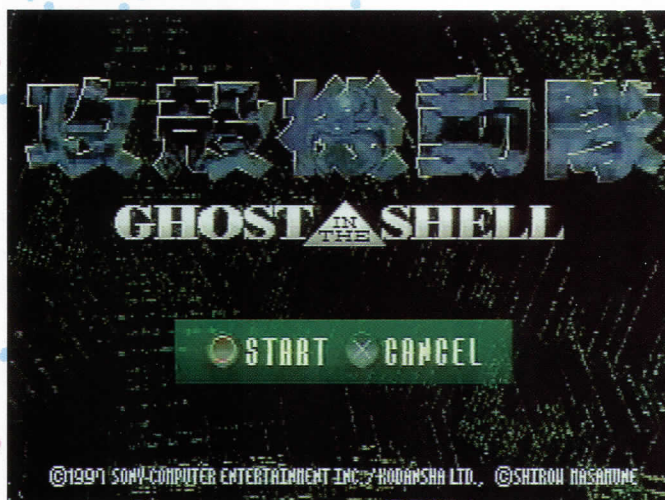 攻殻機動隊
GHOST IN THE SHELL
START CANCEL
©1997 SONY COMPUTER ENTERTAINMENT INC./KODANSHA LTD., ©SHIROW MASAMUNE